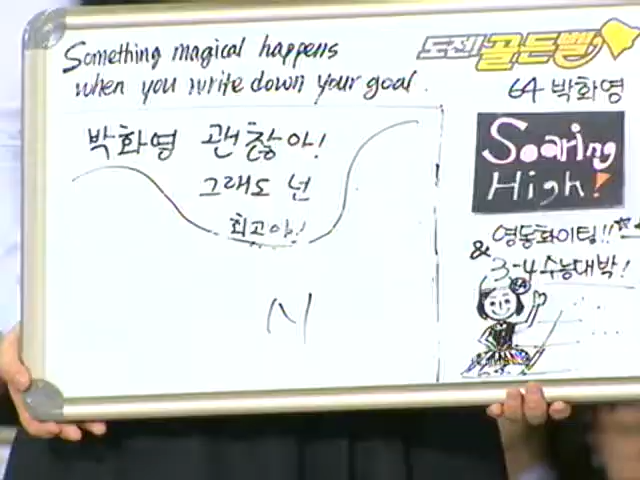 Something magical happens
when you write down your goal.
박화영 괜찮아!
그래도 넌
최고야!
도전! 골든벨
64 박화영
Soaring
High!
& 영동화이팅!!
3-4 수능대박!